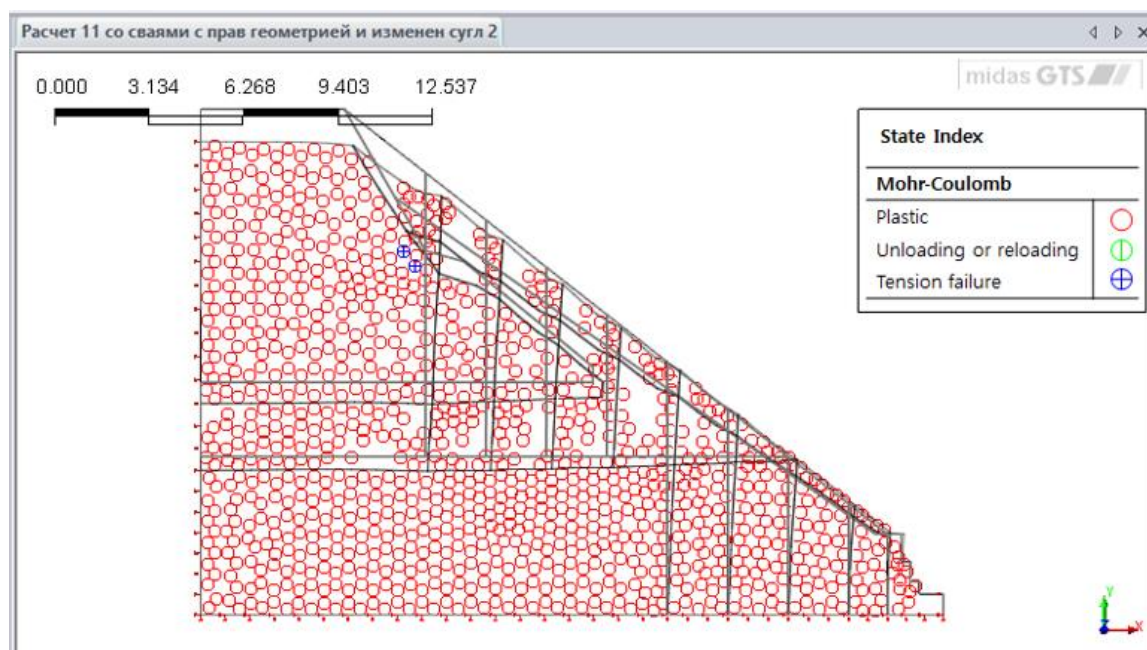 Расчет 11 со сваями с прав геометрией и изменен сугл 2
midas GTS
0.000 3.134 6.268 9.403 12.537
State Index
Mohr-Coulomb
Plastic
Unloading or reloading
Tension failure
Y
X